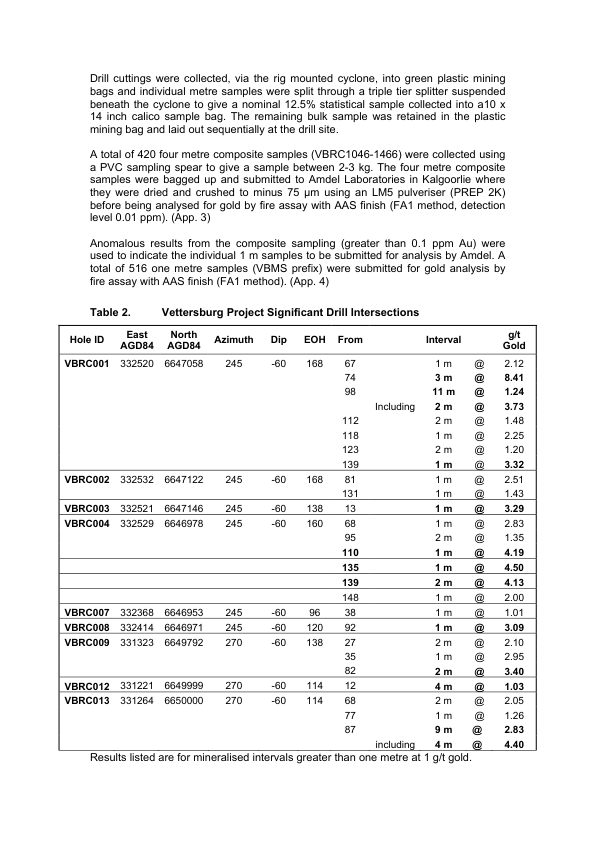 Drill cuttings were collected, via the rig mounted cyclone, into green plastic mining
bags and individual metre samples were split through a triple tier splitter suspended
beneath the cyclone to give a nominal 12.5% statistical sample collected into a10 x
14 inch calico sample bag. The remaining bulk sample was retained in the plastic
mining bag and laid out sequentially at the drill site.
A total of 420 four metre composite samples (VBRC1046-1466) were collected using
a PVC sampling spear to give a sample between 2-3 kg. The four metre composite
samples were bagged up and submitted to Amdel Laboratories in Kalgoorlie where
they were dried and crushed to minus 75 µm using an LM5 pulveriser (PREP 2K)
before being analysed for gold by fire assay with AAS finish (FA1 method, detection
level 0.01 ppm). (App. 3)
Anomalous results from the composite sampling (greater than 0.1 ppm Au) were
used to indicate the individual 1 m samples to be submitted for analysis by Amdel. A
total of 516 one metre samples (VBMS prefix) were submitted for gold analysis by
fire assay with AAS finish (FA1 method). (App. 4)
Table 2. Vettersburg Project Significant Drill Intersections
Hole ID East AGD84 North AGD84 Azimuth Dip EOH From Interval g/t Gold
VBRC001 332520 6647058 245 -60 168 67 1 m @ 2.12
74 3 m @ 8.41
98 11 m @ 1.24
Including 2 m @ 3.73
112 2 m @ 1.48
118 1 m @ 2.25
123 2 m @ 1.20
139 1 m @ 3.32
VBRC002 332532 6647122 245 -60 168 81 1 m @ 2.51
131 1 m @ 1.43
VBRC003 332521 6647146 245 -60 138 13 1 m @ 3.29
VBRC004 332529 6646978 245 -60 160 68 1 m @ 2.83
95 2 m @ 1.35
110 1 m @ 4.19
135 1 m @ 4.50
139 2 m @ 4.13
148 1 m @ 2.00
VBRC007 332368 6646953 245 -60 96 38 1 m @ 1.01
VBRC008 332414 6646971 245 -60 120 92 1 m @ 3.09
VBRC009 331323 6649792 270 -60 138 27 2 m @ 2.10
35 1 m @ 2.95
82 2 m @ 3.40
VBRC012 331221 6649999 270 -60 114 12 4 m @ 1.03
VBRC013 331264 6650000 270 -60 114 68 2 m @ 2.05
77 1 m @ 1.26
87 9 m @ 2.83
including 4 m @ 4.40
Results listed are for mineralised intervals greater than one metre at 1 g/t gold.